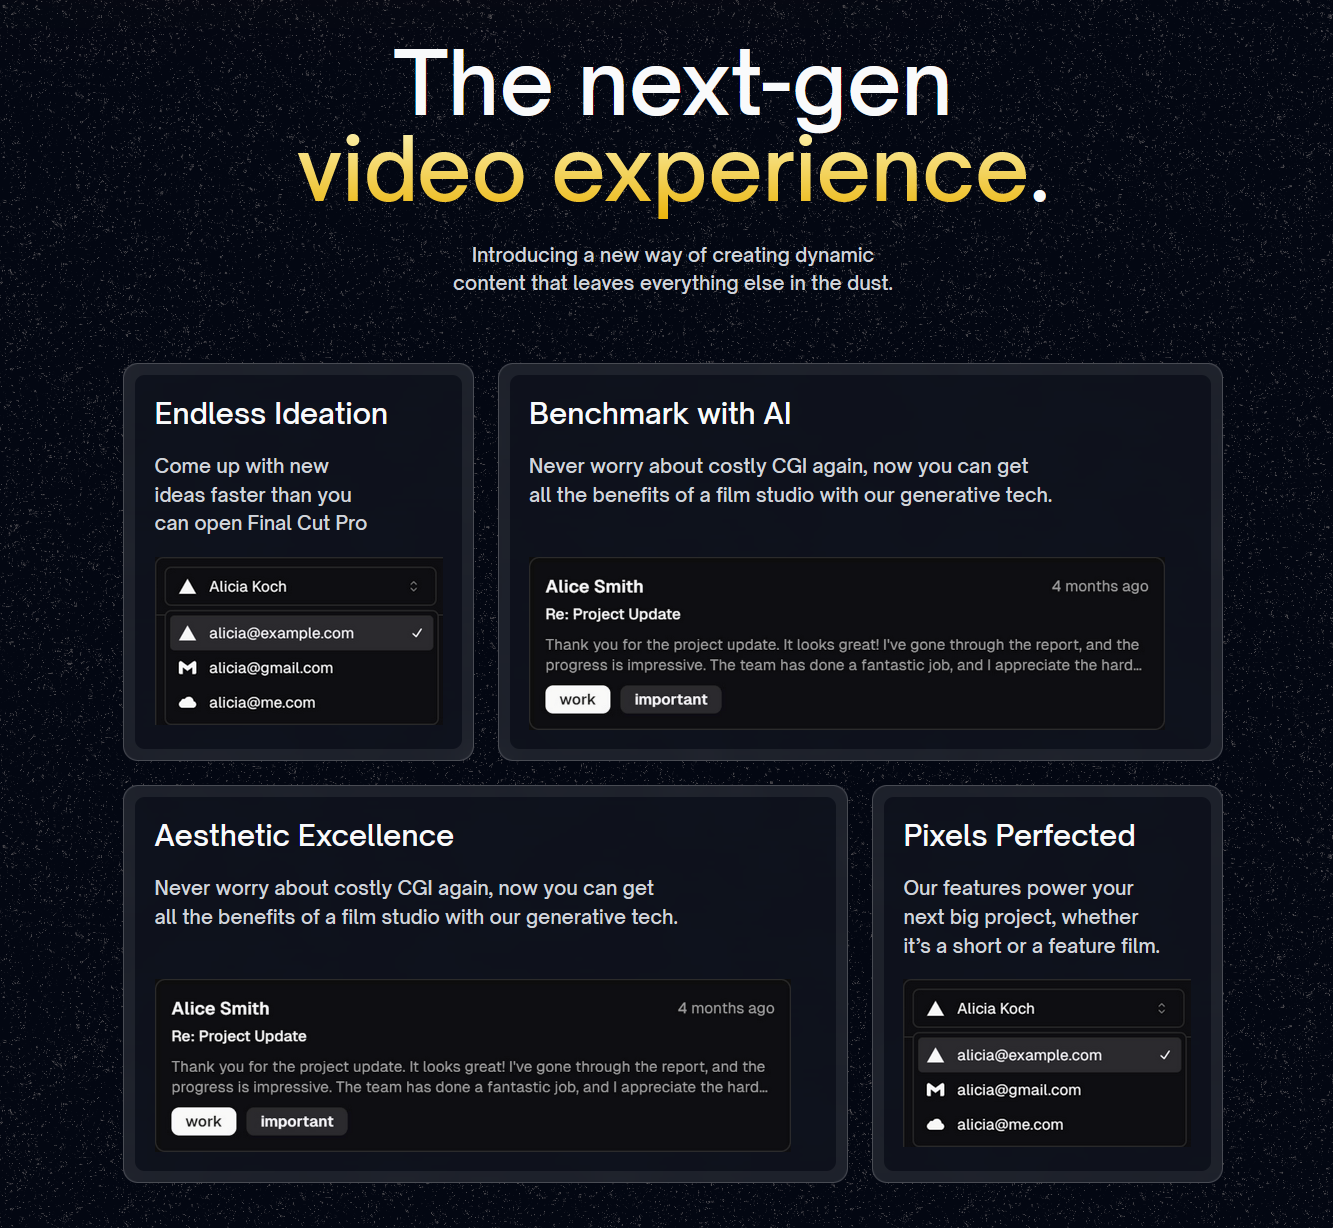 The next-gen
video experience.
Introducing a new way of creating dynamic
content that leaves everything else in the dust.
Endless Ideation
Come up with new
ideas faster than you
can open Final Cut Pro
Alicia Koch
alicia@example.com
alicia@gmail.com
alicia@me.com
Benchmark with AI
Never worry about costly CGI again, now you can get
all the benefits of a film studio with our generative tech.
Alice Smith
4 months ago
Re: Project Update
Thank you for the project update. It looks great! I've gone through the report, and the
progress is impressive. The team has done a fantastic job, and I appreciate the hard...
work important
Aesthetic Excellence
Never worry about costly CGI again, now you can get
all the benefits of a film studio with our generative tech.
Alice Smith
4 months ago
Re: Project Update
Thank you for the project update. It looks great! I've gone through the report, and the
progress is impressive. The team has done a fantastic job, and I appreciate the hard...
work important
Pixels Perfected
Our features power your
next big project, whether
it’s a short or a feature film.
Alicia Koch
alicia@example.com
alicia@gmail.com
alicia@me.com